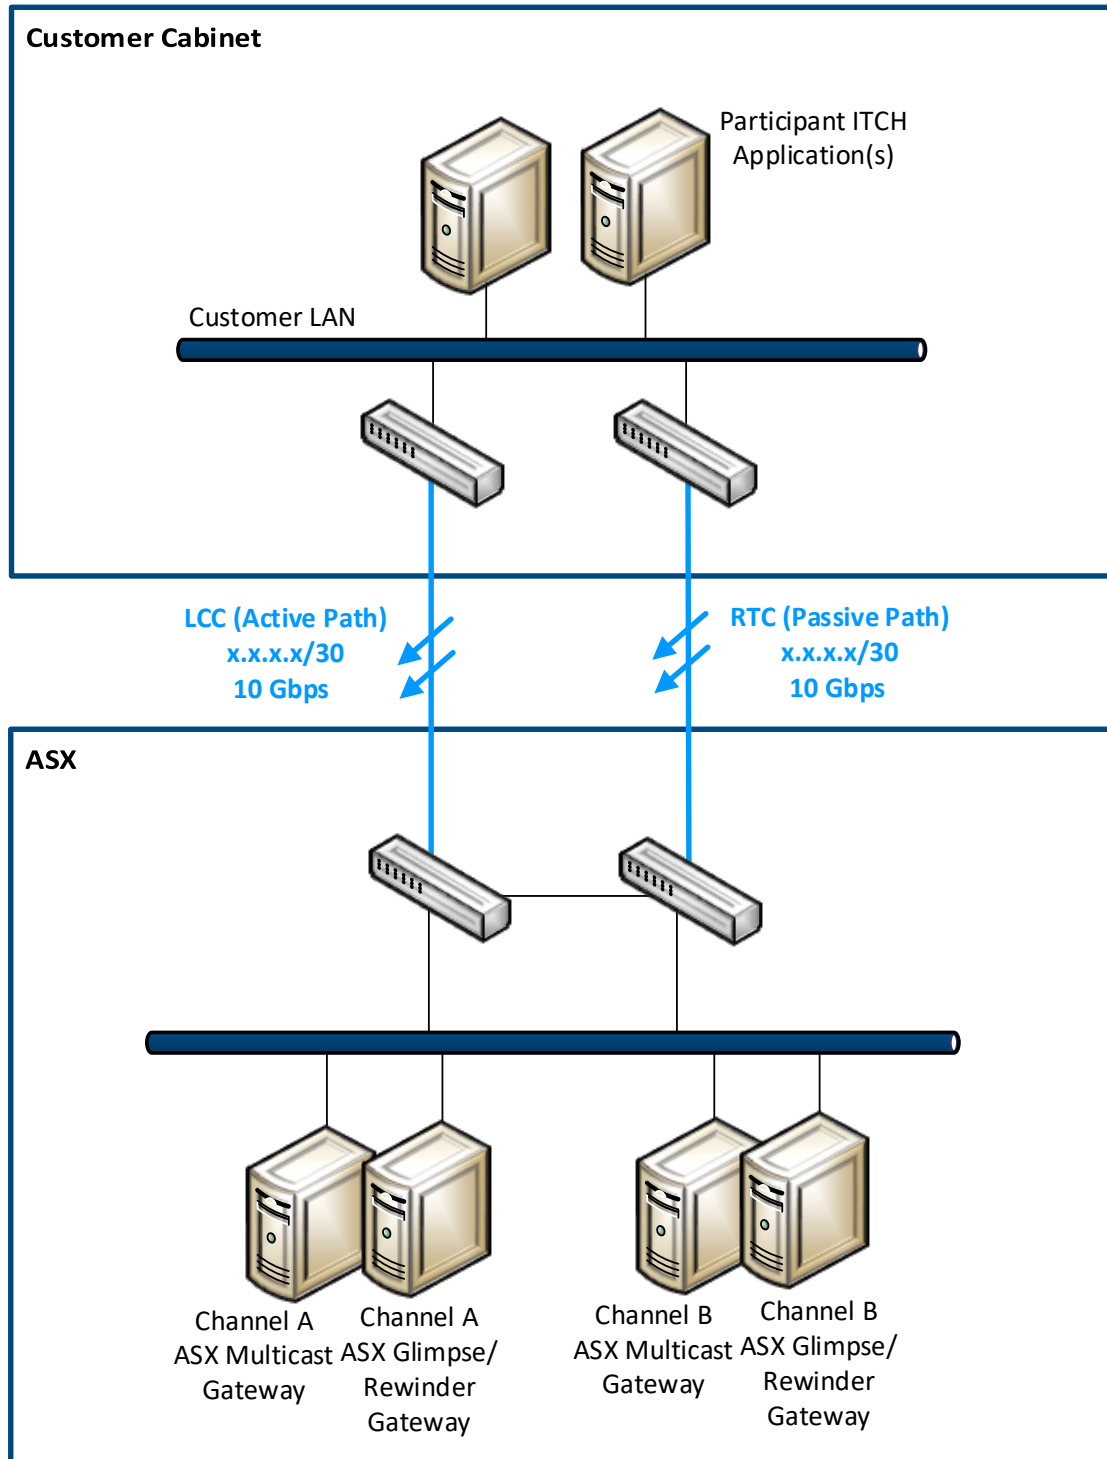 Customer Cabinet
Participant ITCH
Application(s)
Customer LAN
LCC (Active Path)
x.x.x.x/30
10 Gbps
RTC (Passive Path)
x.x.x.x/30
10 Gbps
ASX
Channel A
ASX Multicast
Gateway
Channel A
ASX Glimpse/
Rewinder
Gateway
Channel B
ASX Multicast
Gateway
Channel B
ASX Glimpse/
Rewinder
Gateway